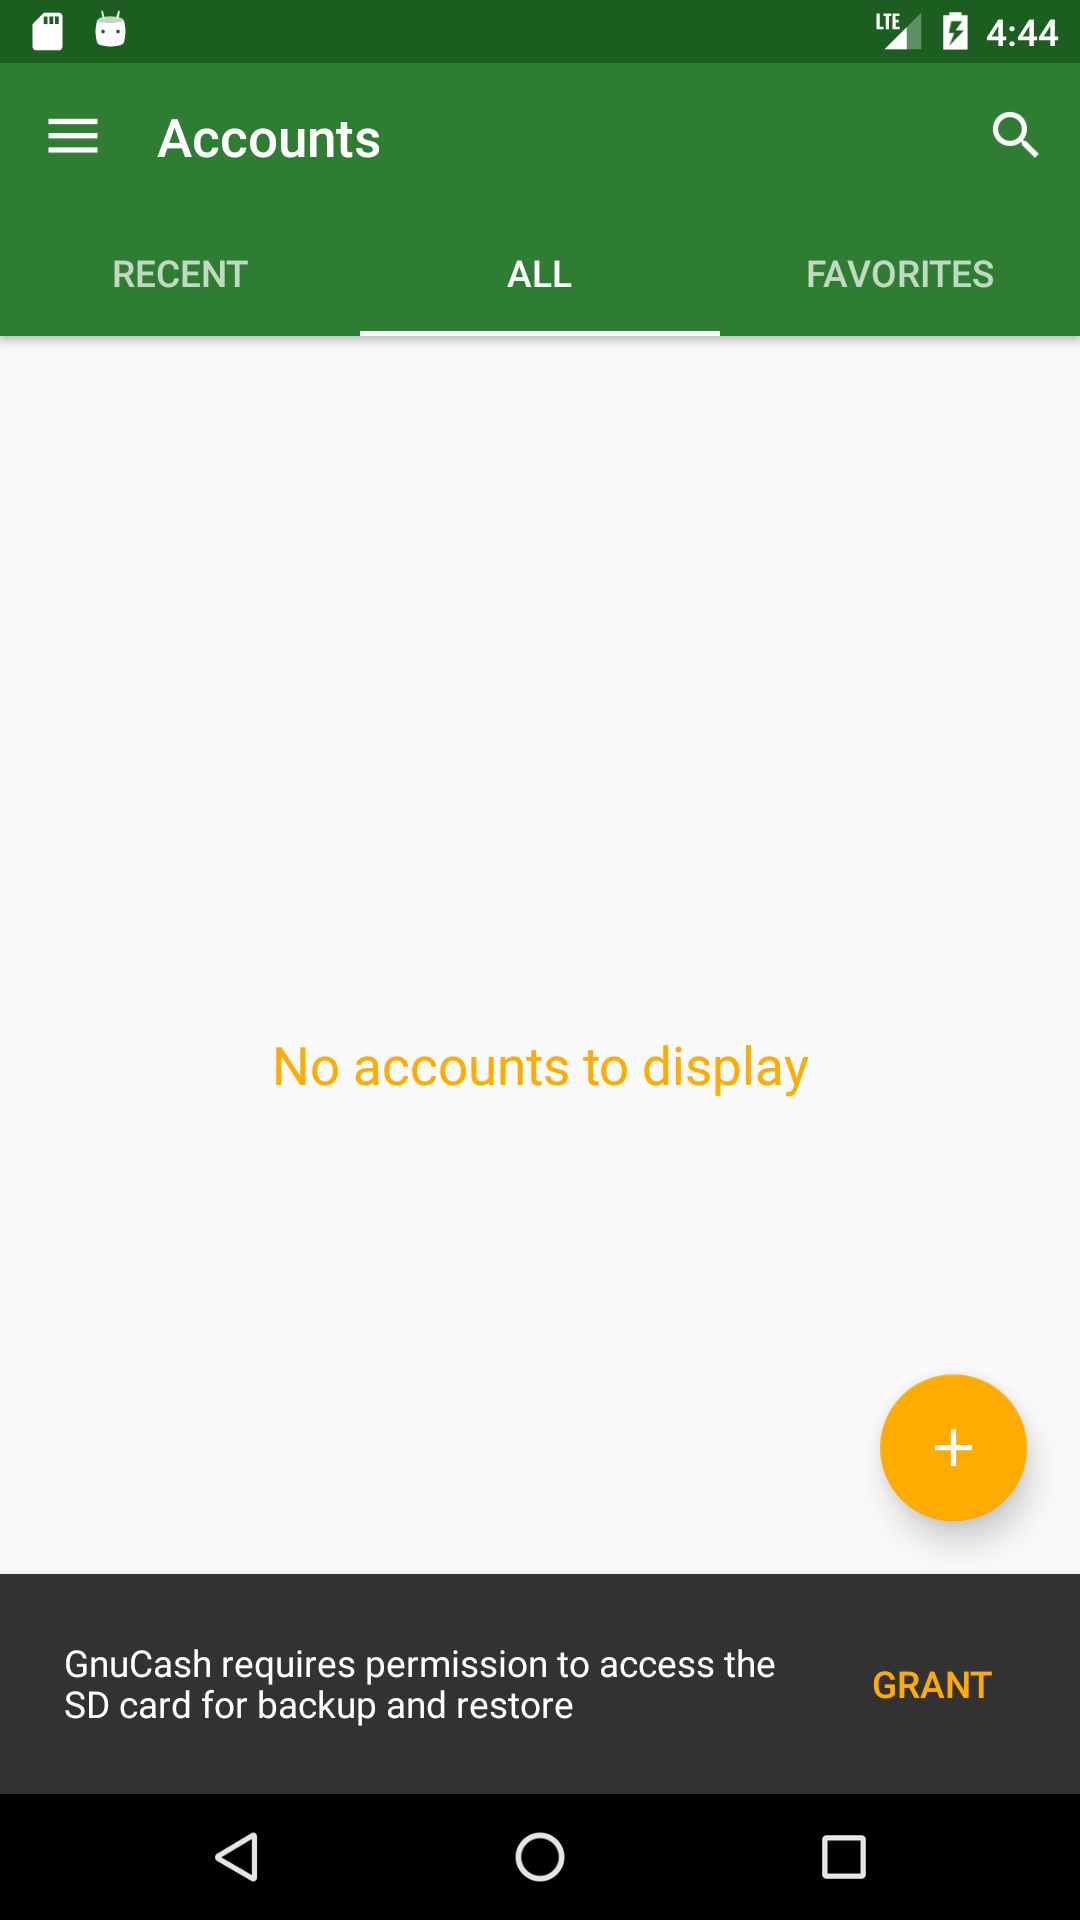 LTE 4:44
Accounts
RECENT ALL FAVORITES
No accounts to display
GnuCash requires permission to access the
SD card for backup and restore
GRANT